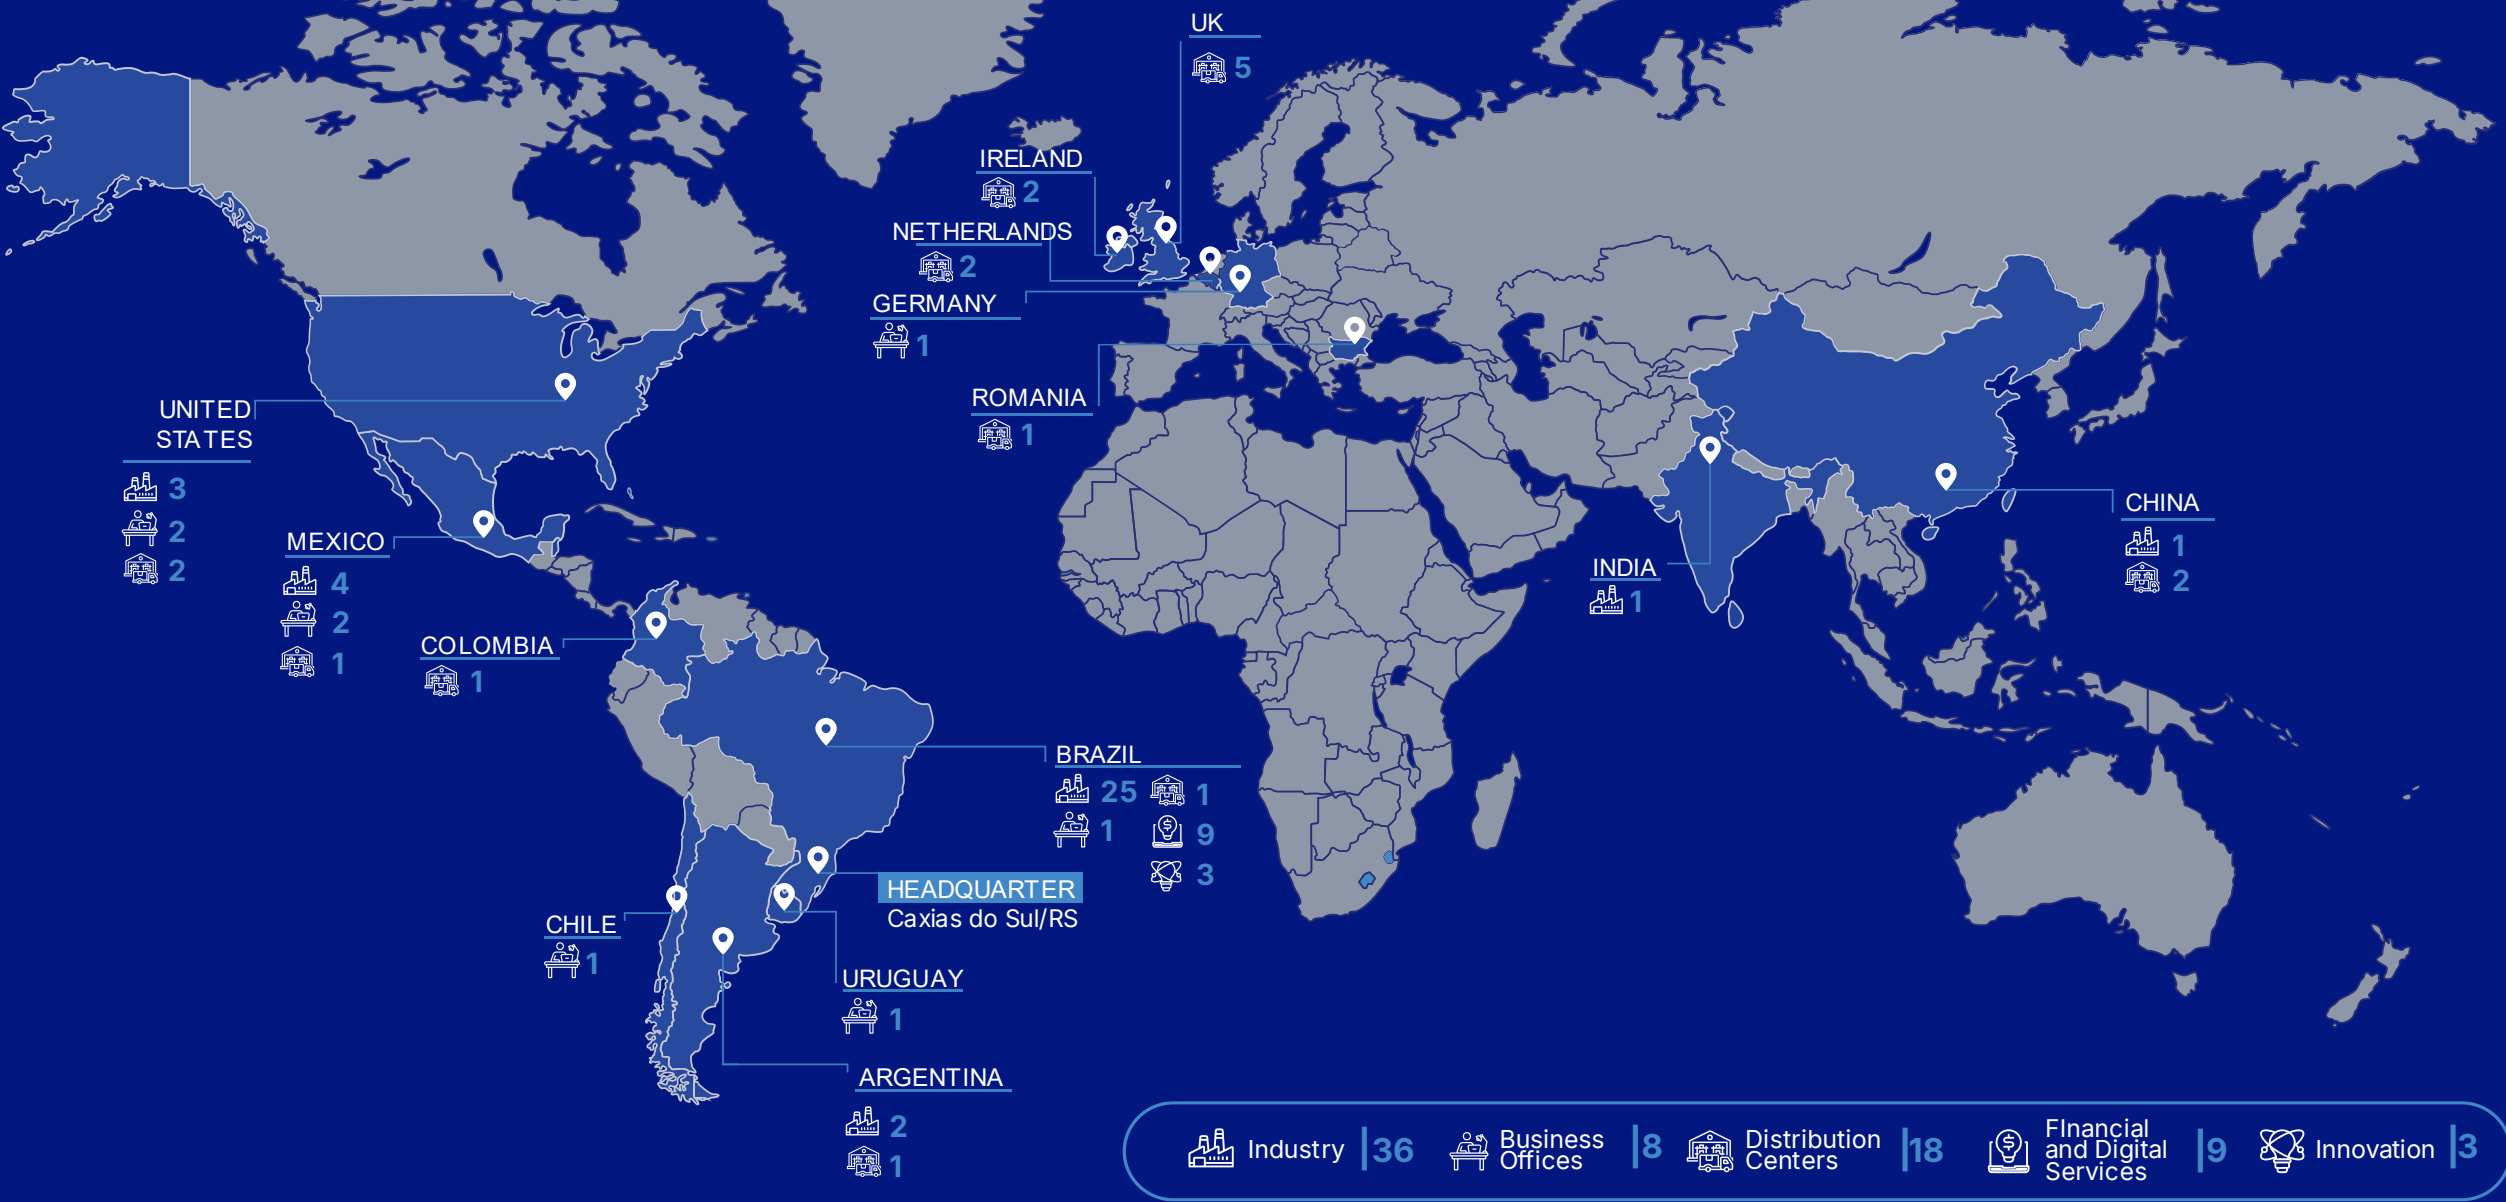 UK
5
IRELAND
2
NETHERLANDS
2
GERMANY
1
ROMANIA
1
UNITED
STATES
3
2
2
MEXICO
4
2
1
COLOMBIA
1
CHINA
1
2
INDIA
1
BRAZIL
25 1
1 9
3
HEADQUARTER
Caxias do Sul/RS
CHILE
1
URUGUAY
1
ARGENTINA
2
1
Industry |36
Business
Offices |8
Distribution
Centers |18
FInancial
and Digital
Services |9
Innovation |3